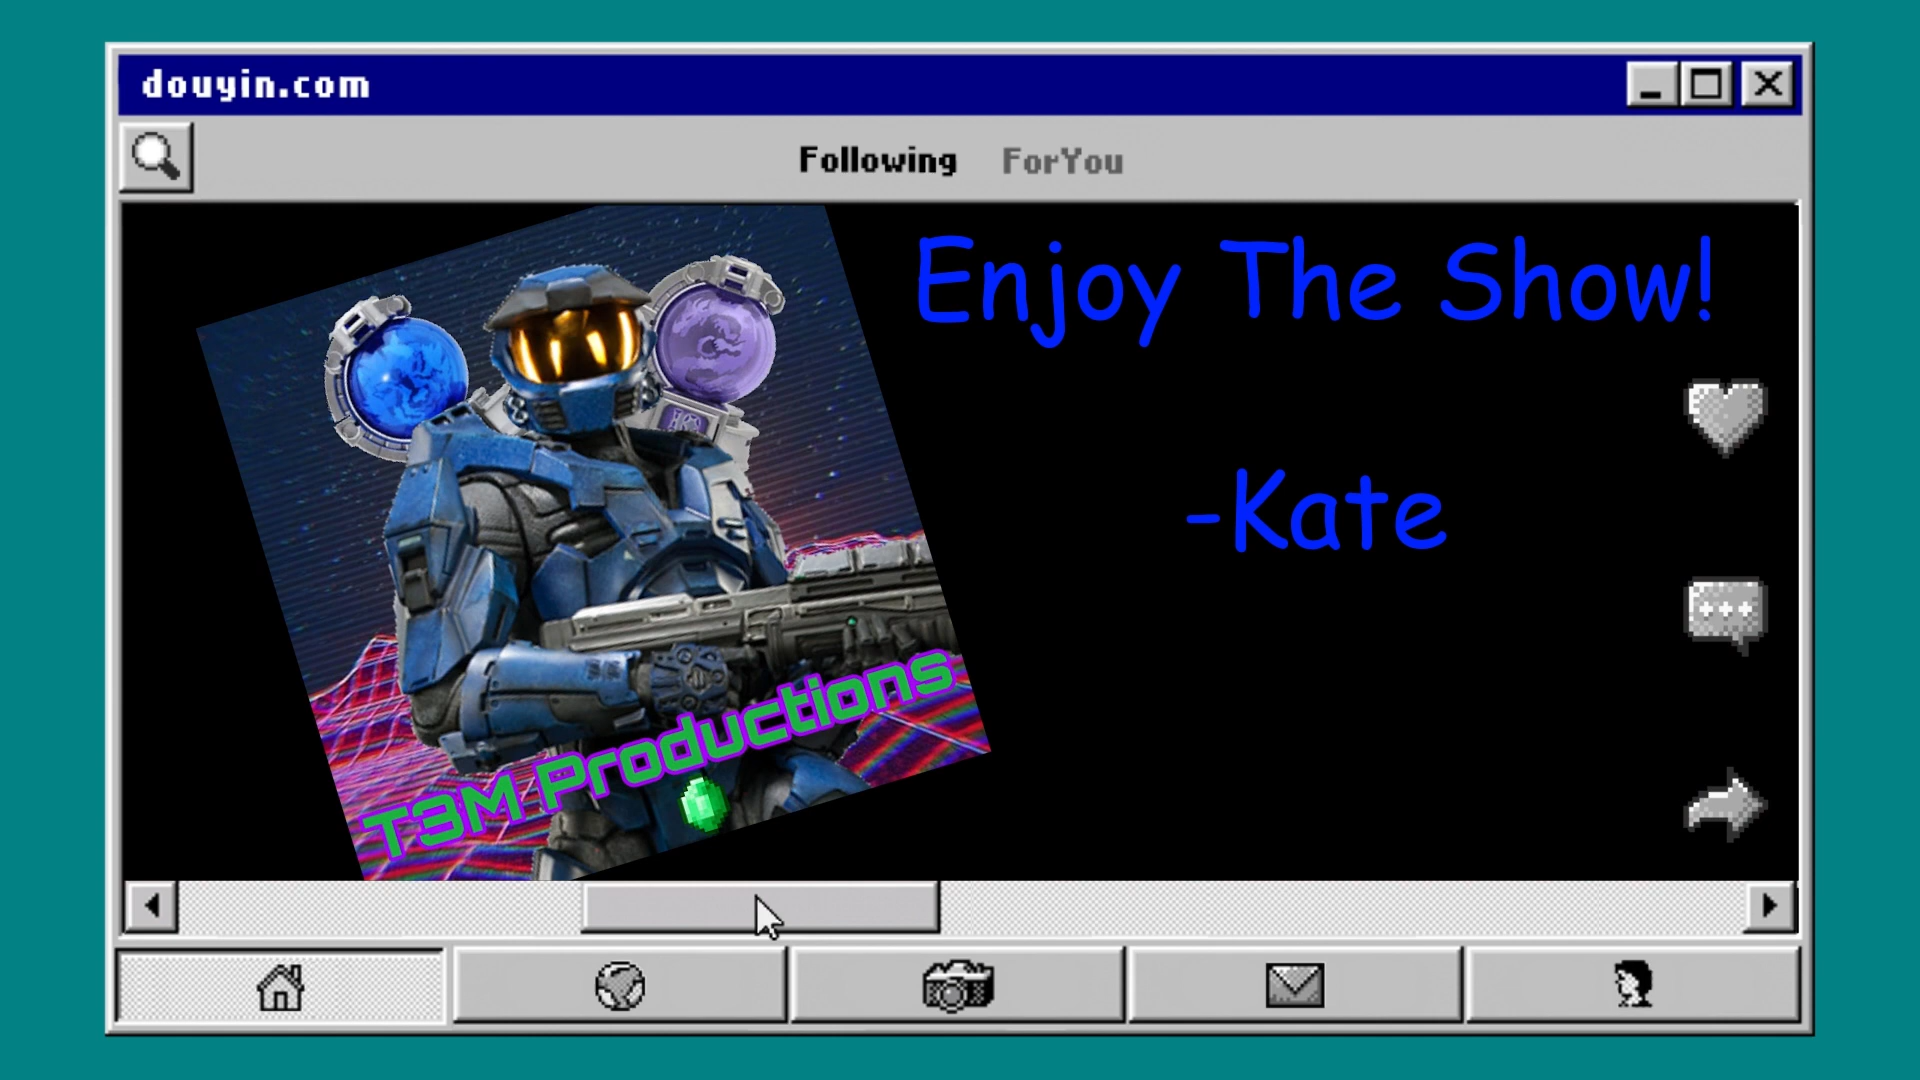 douyin.com
Following ForYou
Enjoy The Show!
-Kate
T3M Productions